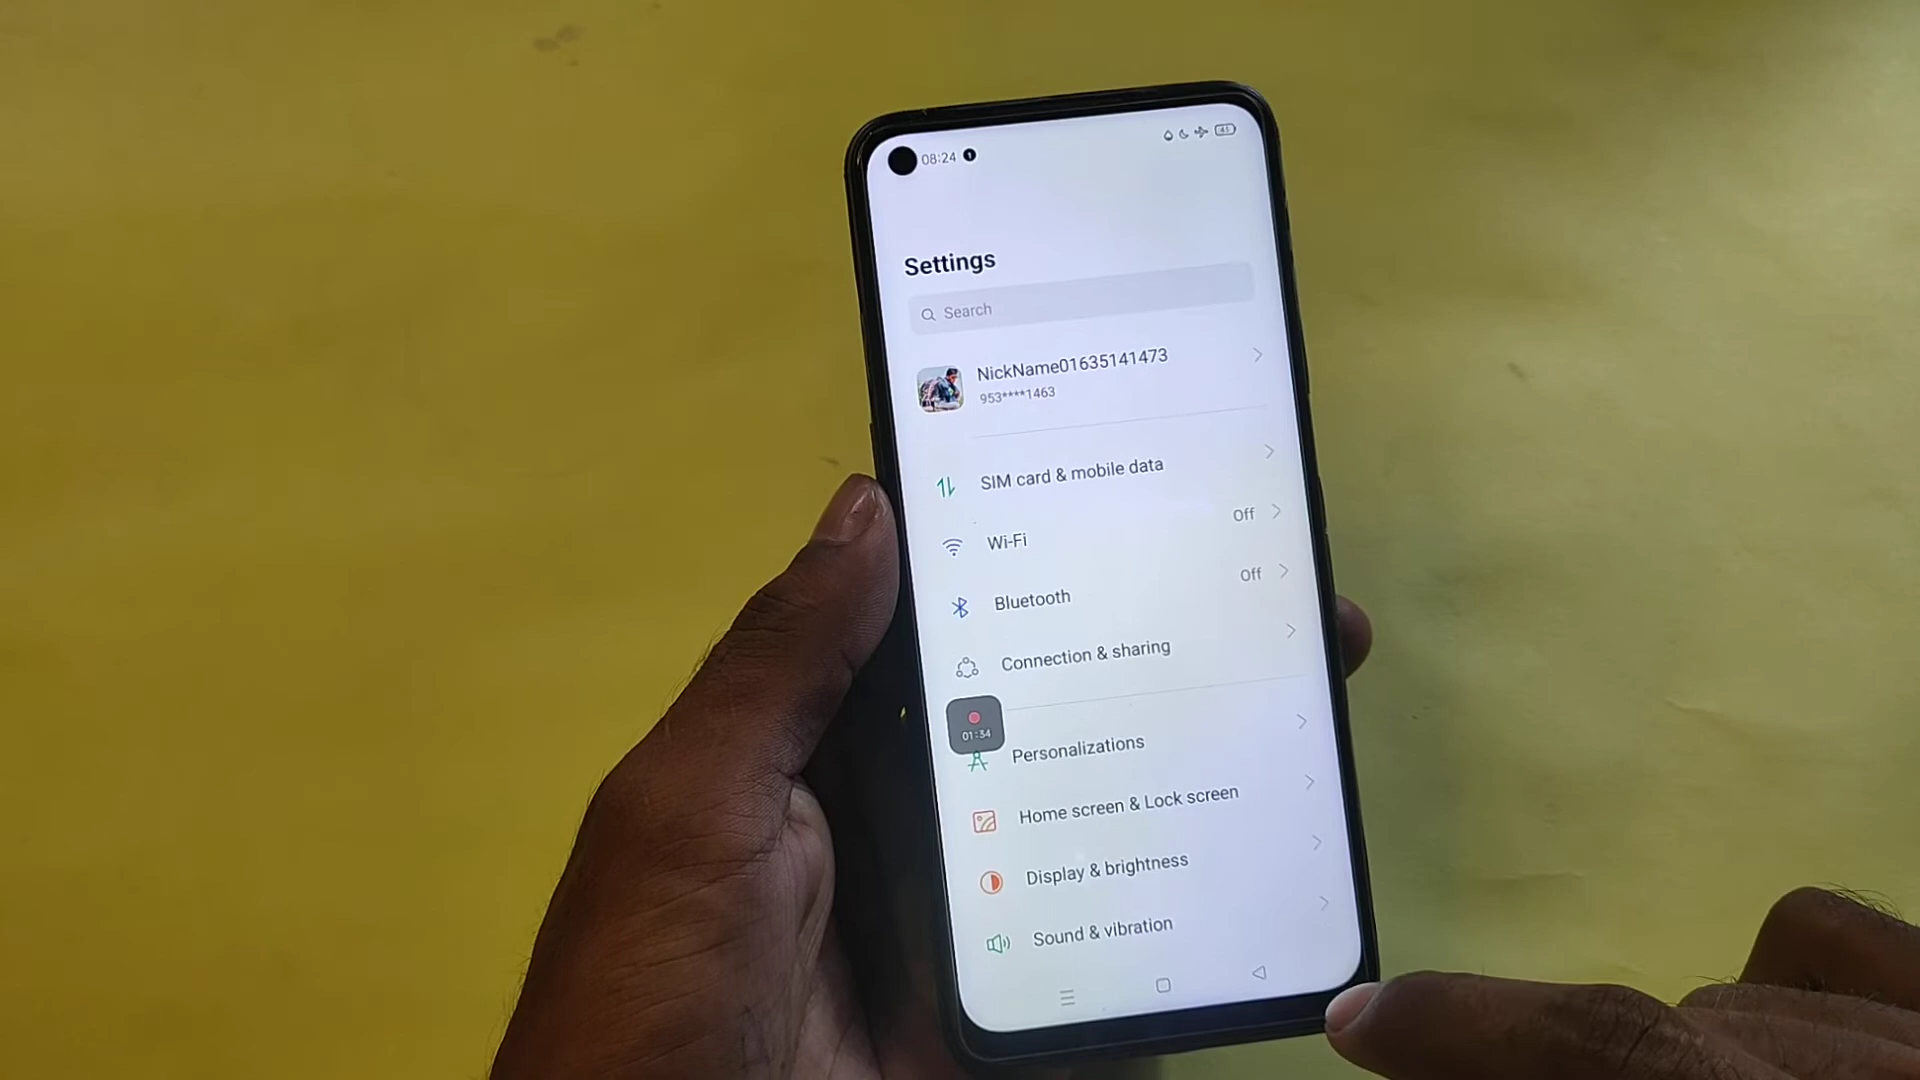 08:24
41
Settings
Search
NickName01635141473
953****1463
SIM card & mobile data
Wi-Fi
Off
Bluetooth
Off
Connection & sharing
01:34
Personalizations
Home screen & Lock screen
Display & brightness
Sound & vibration